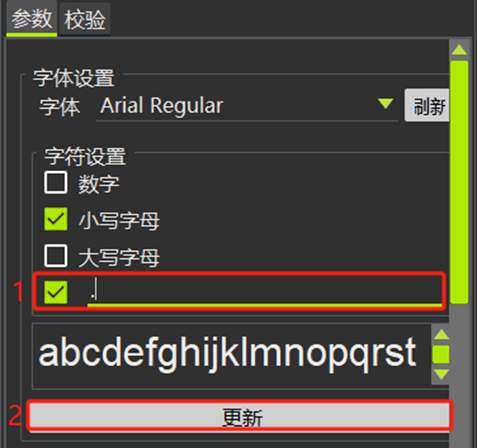 参数 校验
字体设置
字体 Arial Regular 刷新
字符设置
数字
小写字母
大写字母
1 .
abcdefghijklmnopqrst
2 更新